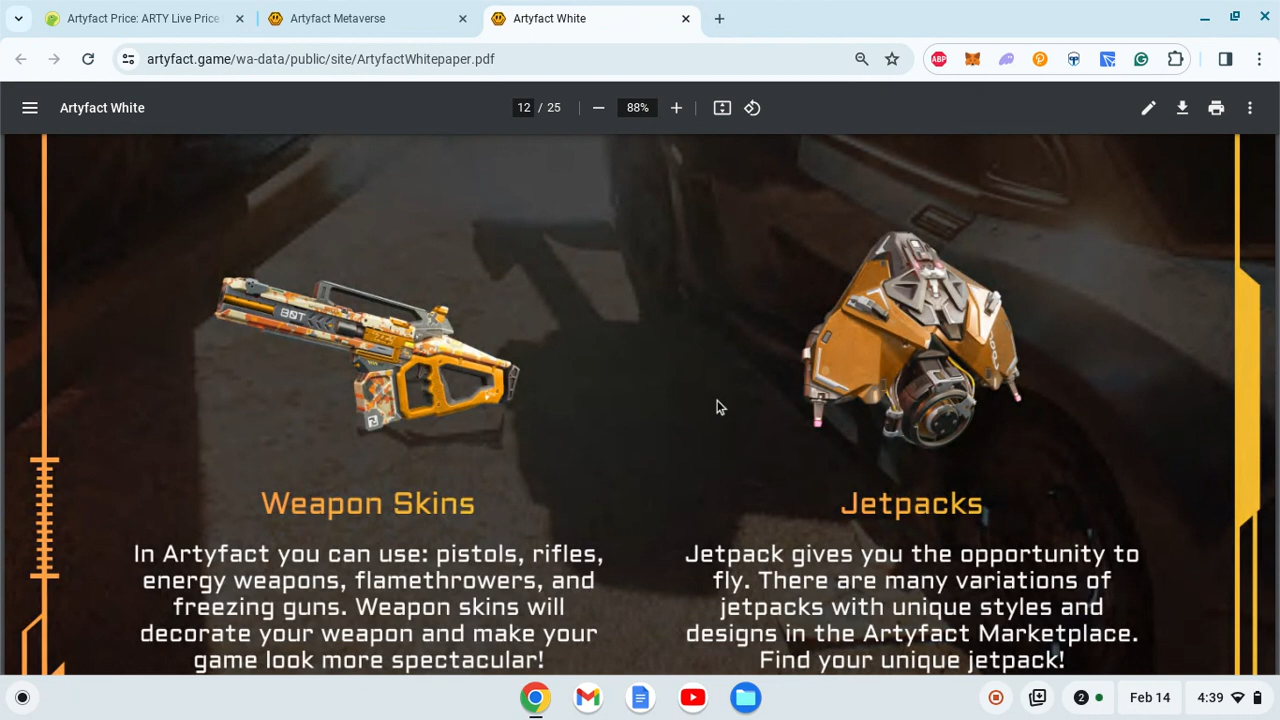 Artyfact Price: ARTY Live Price
Artyfact Metaverse
Artyfact White
artyfact.game/ra-data/public/site/ArtyfactWhitepaper.pdf
ABP
Artyfact White
12 / 25
88%
BOT
Weapon Skins
In Artyfact you can use: pistols, rifles,
energy weapons, flamethrowers, and
freezing guns. Weapon skins will
decorate your weapon and make your
game look more spectacular!
Jetpacks
Jetpack gives you the opportunity to
fly. There are many variations of
jetpacks with unique styles and
designs in the Artyfact Marketplace.
Find your unique jetpack!
2
Feb 14
4:39